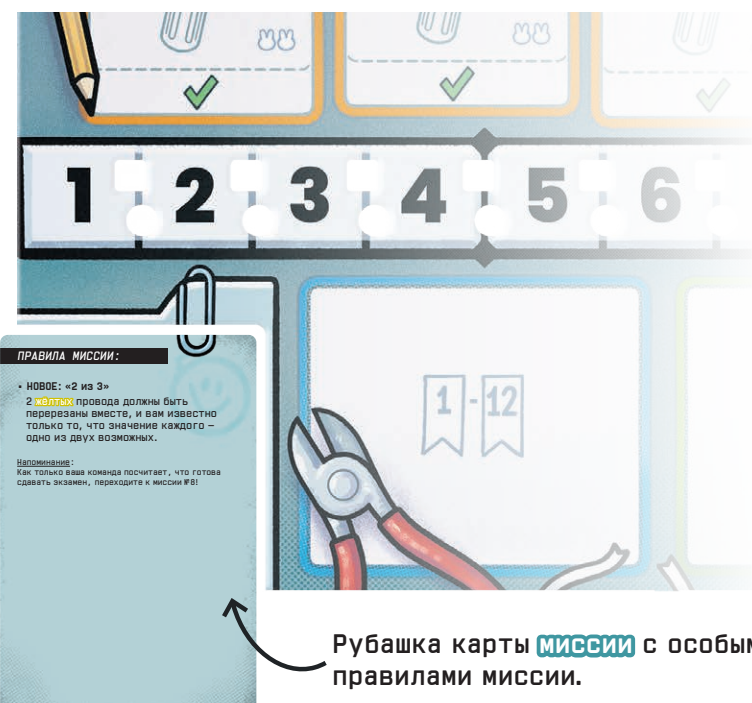 1 2 3 4 5 6
1 - 12
ПРАВИЛА МИССИИ:
• НОВОЕ: «2 из 3»
2 жёлтых провода должны быть
перерезаны вместе, и вам известно
только то, что значение каждого –
одно из двух возможных.
Напоминание:
Как только ваша команда посчитает, что готова
сдавать экзамен, переходите к миссии №8!
Рубашка карты миссии с особым
правилами миссии.